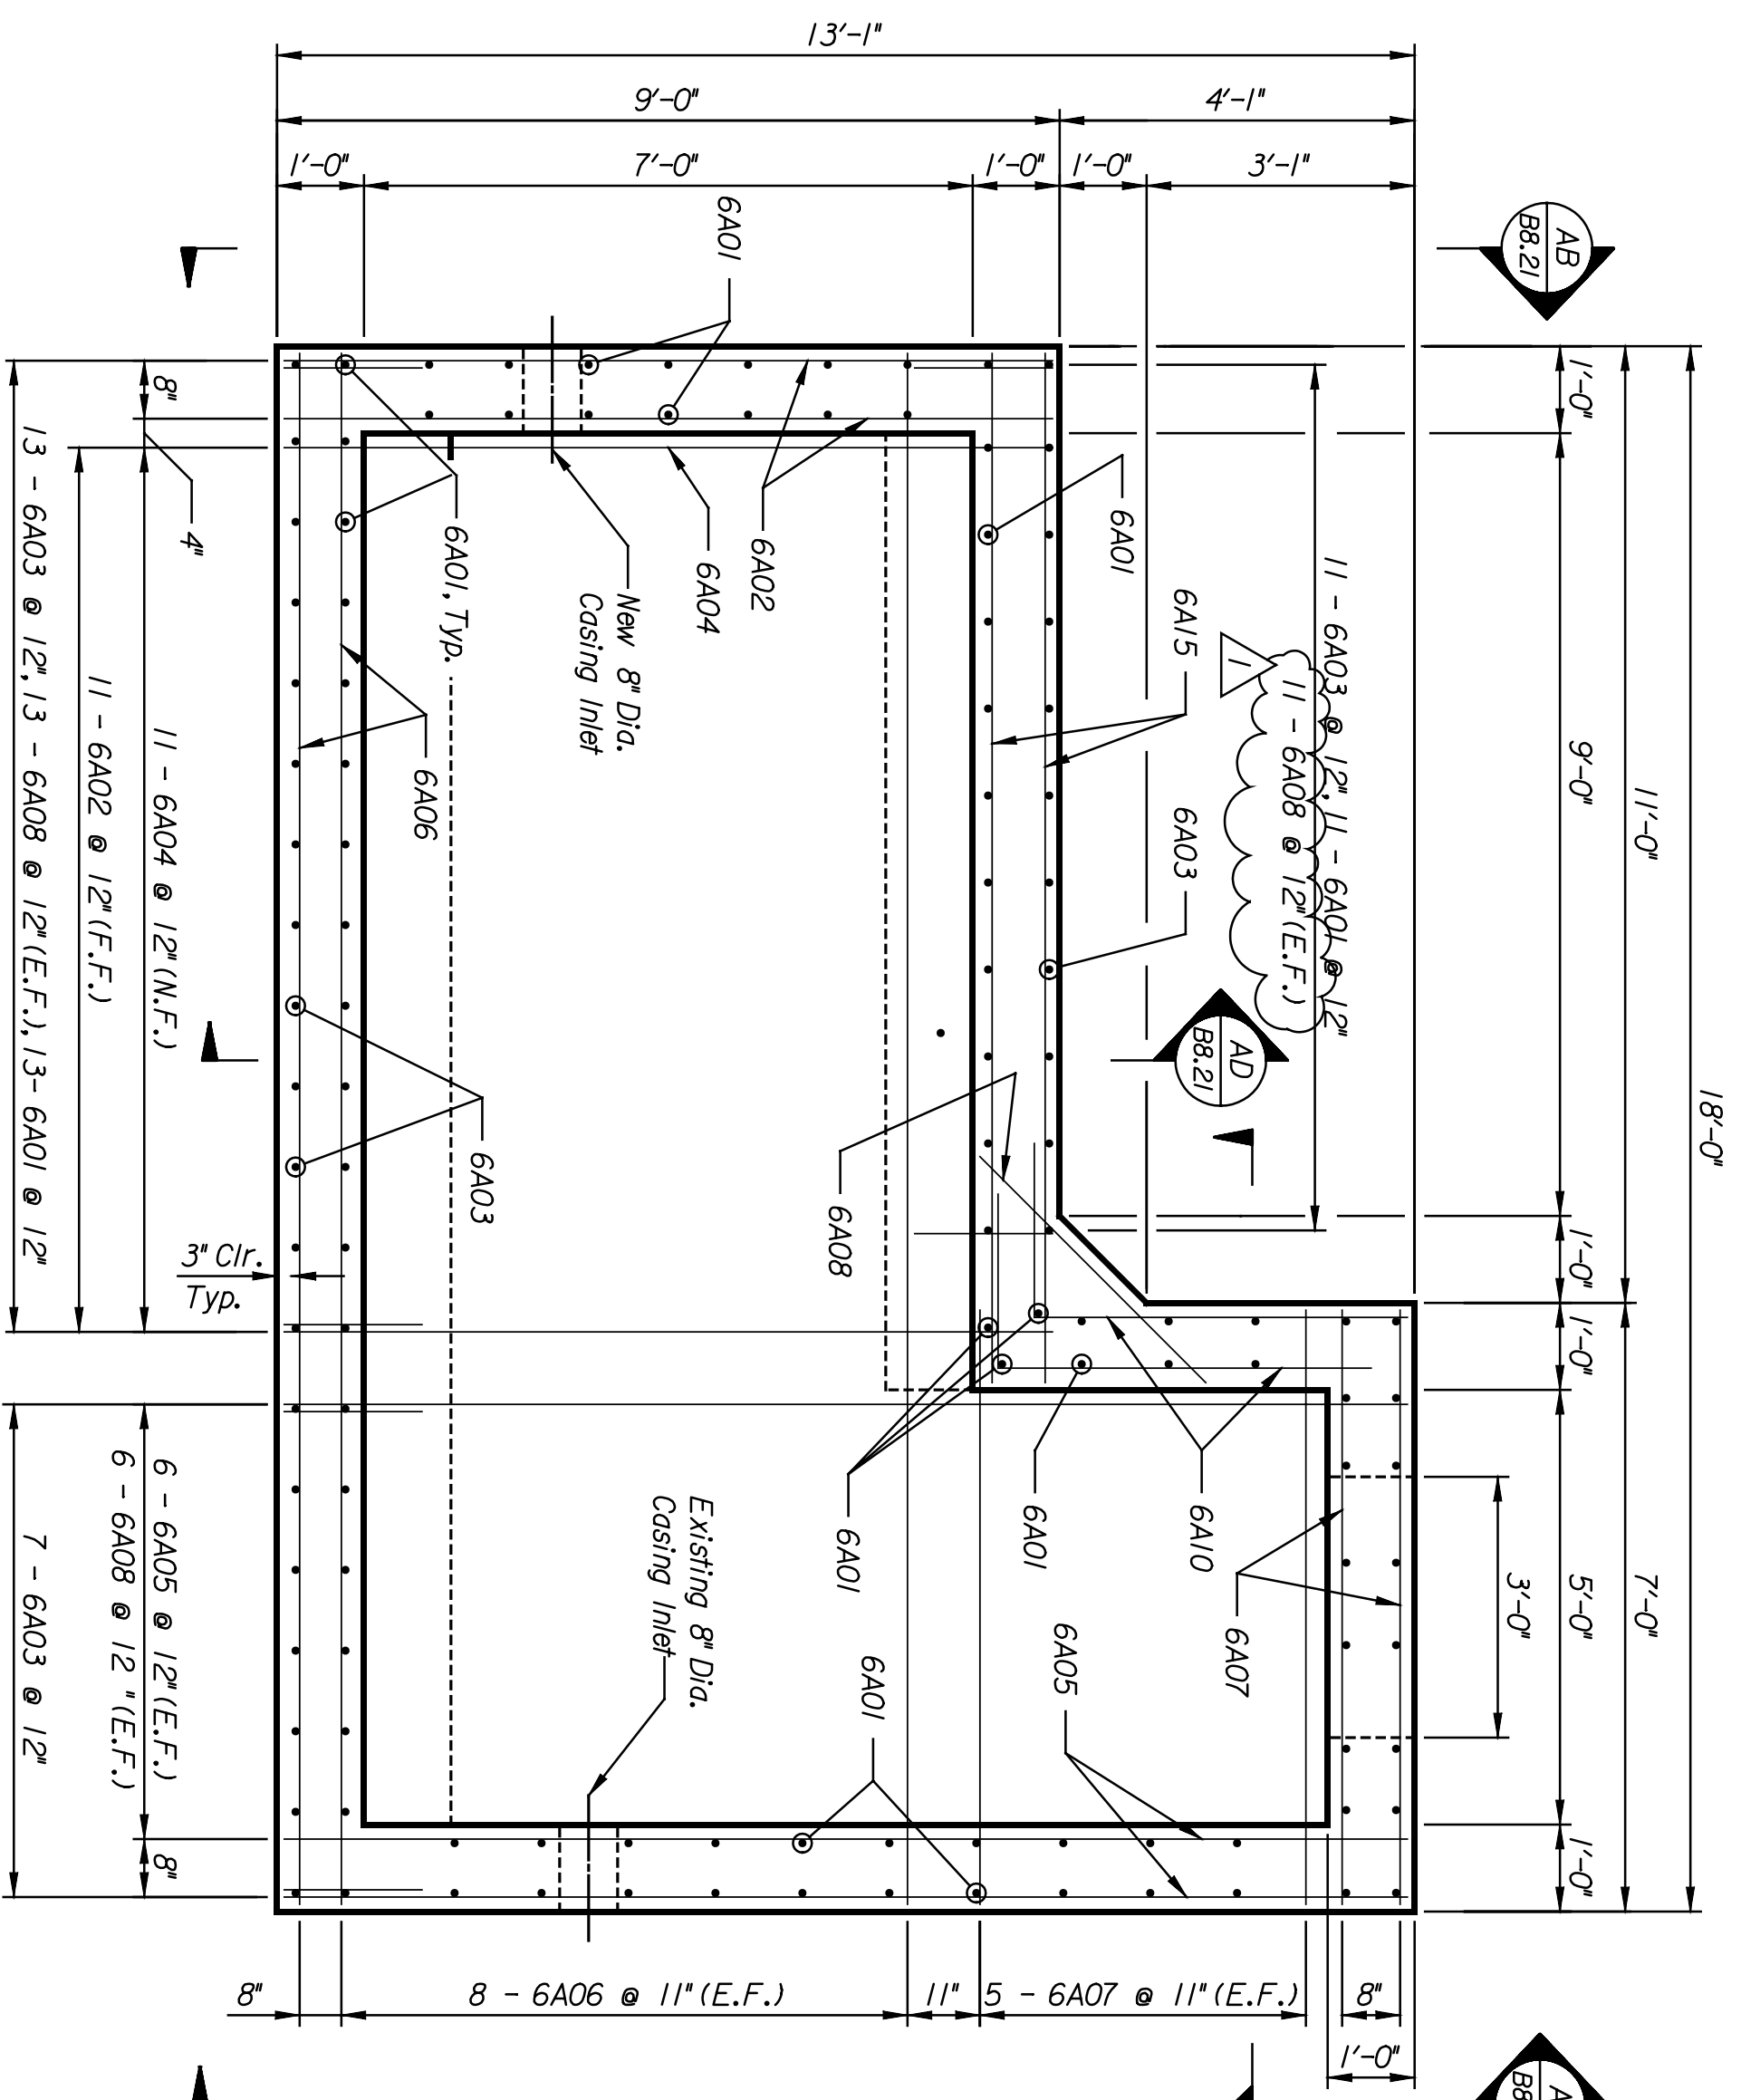 13'-1"
9'-0"
4'-1"
1'-0"
7'-0"
1'-0"
1'-0"
3'-1"
AB
B8.21
6A01
8"
4"
13 - 6A03 @ 12", 13 - 6A08 @ 12" (E.F.), 13- 6A01 @ 12"
11 - 6A02 @ 12" (F.F.)
11 - 6A04 @ 12" (N.F.)
6A01, Typ.
New 8" Dia.
Casing Inlet
6A04
6A02
6A01
6A15
6A03
1
11 - 6A03 @ 12", 11 - 6A01 @ 12"
11 - 6A08 @ 12" (E.F.)
1'-0"
9'-0"
11'-0"
18'-0"
6A06
AD
B8.21
6A03
6A08
3" Clr.
Typ.
1'-0"
1'-0"
5'-0"
7'-0"
3'-0"
1'-0"
6A01
6A01
6A10
6A07
6A05
6A01
Existing 8" Dia.
Casing Inlet
6 - 6A05 @ 12" (E.F.)
6 - 6A08 @ 12 " (E.F.)
7 - 6A03 @ 12"
8"
8"
8 - 6A06 @ 11" (E.F.)
11"
5 - 6A07 @ 11" (E.F.)
8"
1'-0"
A
B8